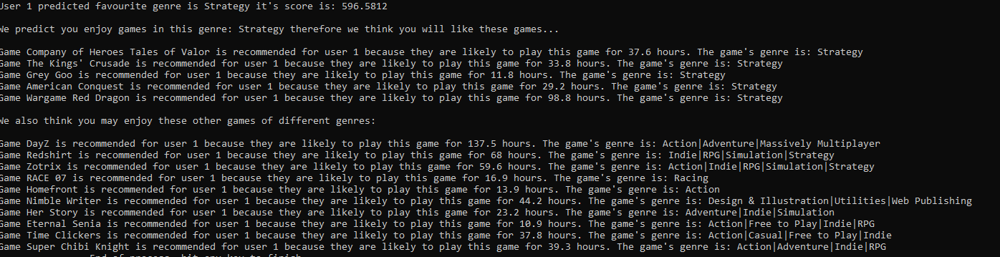 User 1 predicted favourite genre is Strategy it's score is: 596.5812
We predict you enjoy games in this genre: Strategy therefore we think you will like these games...
Game Company of Heroes Tales of Valor is recommended for user 1 because they are likely to play this game for 37.6 hours. The game's genre is: Strategy
Game The Kings' Crusade is recommended for user 1 because they are likely to play this game for 33.8 hours. The game's genre is: Strategy
Game Grey Goo is recommended for user 1 because they are likely to play this game for 11.8 hours. The game's genre is: Strategy
Game American Conquest is recommended for user 1 because they are likely to play this game for 29.2 hours. The game's genre is: Strategy
Game Wargame Red Dragon is recommended for user 1 because they are likely to play this game for 98.8 hours. The game's genre is: Strategy
We also think you may enjoy these other games of different genres:
Game DayZ is recommended for user 1 because they are likely to play this game for 137.5 hours. The game's genre is: Action|Adventure|Massively Multiplayer
Game Redshirt is recommended for user 1 because they are likely to play this game for 68 hours. The game's genre is: Indie|RPG|Simulation|Strategy
Game Zotrix is recommended for user 1 because they are likely to play this game for 59.6 hours. The game's genre is: Action|Indie|RPG|Simulation|Strategy
Game RACE 07 is recommended for user 1 because they are likely to play this game for 16.9 hours. The game's genre is: Racing
Game Homefront is recommended for user 1 because they are likely to play this game for 13.9 hours. The game's genre is: Action
Game Nimble Writer is recommended for user 1 because they are likely to play this game for 44.2 hours. The game's genre is: Design & Illustration|Utilities|Web Publishing
Game Her Story is recommended for user 1 because they are likely to play this game for 23.2 hours. The game's genre is: Adventure|Indie|Simulation
Game Eternal Senia is recommended for user 1 because they are likely to play this game for 10.9 hours. The game's genre is: Action|Free to Play|Indie|RPG
Game Time Clickers is recommended for user 1 because they are likely to play this game for 37.8 hours. The game's genre is: Action|Casual|Free to Play|Indie
Game Super Chibi Knight is recommended for user 1 because they are likely to play this game for 39.3 hours. The game's genre is: Action|Adventure|Indie|RPG
End of process, hit any key to finish